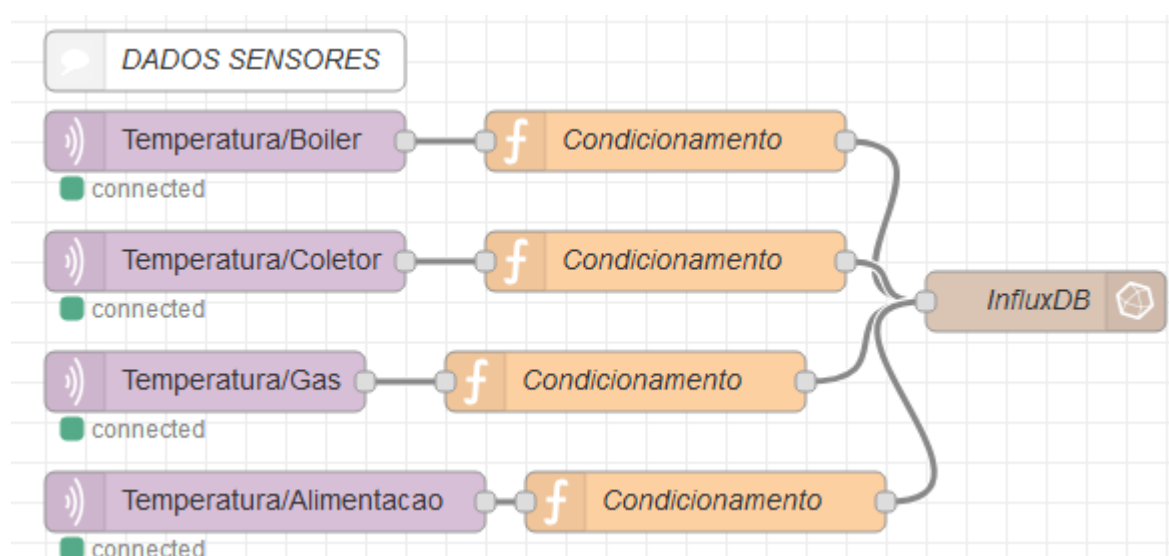 DADOS SENSORES
Temperatura/Boiler
Condicionamento
connected
Temperatura/Coletor
Condicionamento
connected
InfluxDB
Temperatura/Gas
Condicionamento
connected
Temperatura/Alimentacao
Condicionamento
connected